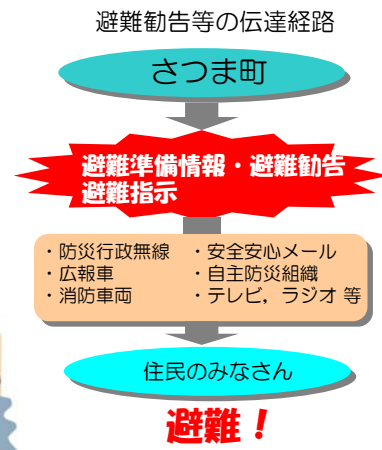 避難勧告等の伝達経路
さつま町
避難準備情報・避難勧告
避難指示
・防災行政無線　・安全安心メール
・広報車　・自主防災組織
・消防車両　・テレビ，ラジオ 等
住民のみなさん
避難！